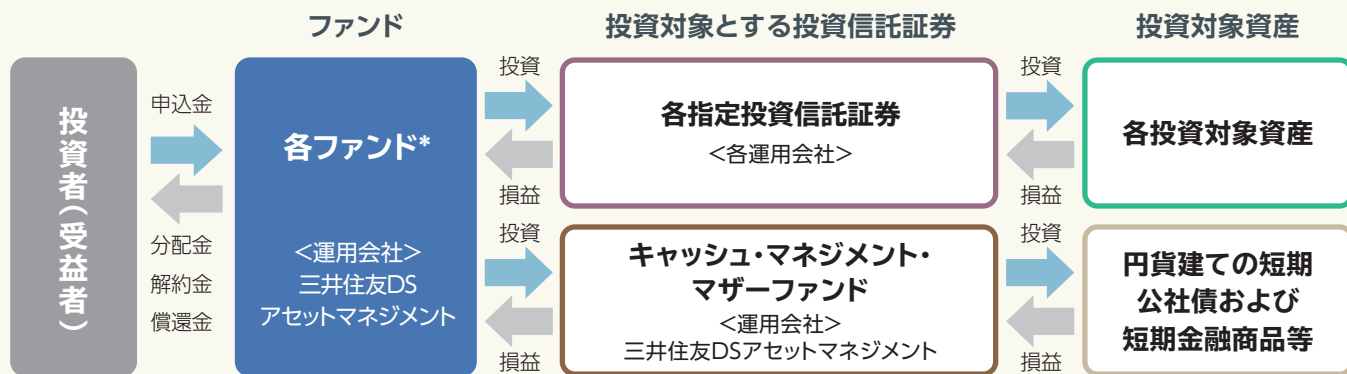 ファンド
投資対象とする投資信託証券
投資対象資産
投資者(受益者)
申込金
分配金
解約金
償還金
各ファンド*
<運用会社>
三井住友DS
アセットマネジメント
投資
損益
各指定投資信託証券
<各運用会社>
投資
損益
各投資対象資産
投資
損益
キャッシュ・マネジメント・
マザーファンド
<運用会社>
三井住友DSアセットマネジメント
投資
損益
円貨建ての短期
公社債および
短期金融商品等